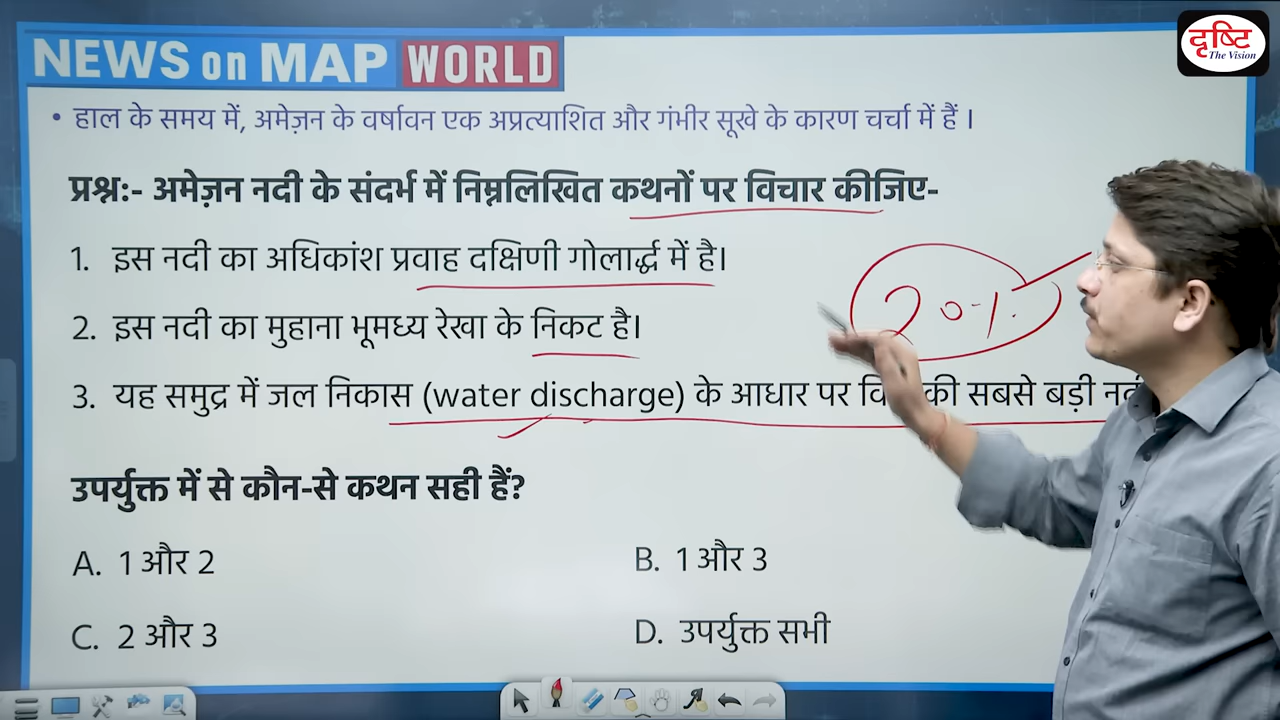 दृष्टि
The Vision
NEWS on MAP WORLD
• हाल के समय में, अमेज़न के वर्षावन एक अप्रत्याशित और गंभीर सूखे के कारण चर्चा में हैं ।
प्रश्न:- अमेज़न नदी के संदर्भ में निम्नलिखित कथनों पर विचार कीजिए-
1. इस नदी का अधिकांश प्रवाह दक्षिणी गोलार्द्ध में है।
20%
2. इस नदी का मुहाना भूमध्य रेखा के निकट है।
3. यह समुद्र में जल निकास (water discharge) के आधार पर की सबसे बड़ी
उपर्युक्त में से कौन-से कथन सही हैं?
A. 1 और 2
B. 1 और 3
C. 2 और 3
D. उपर्युक्त सभी